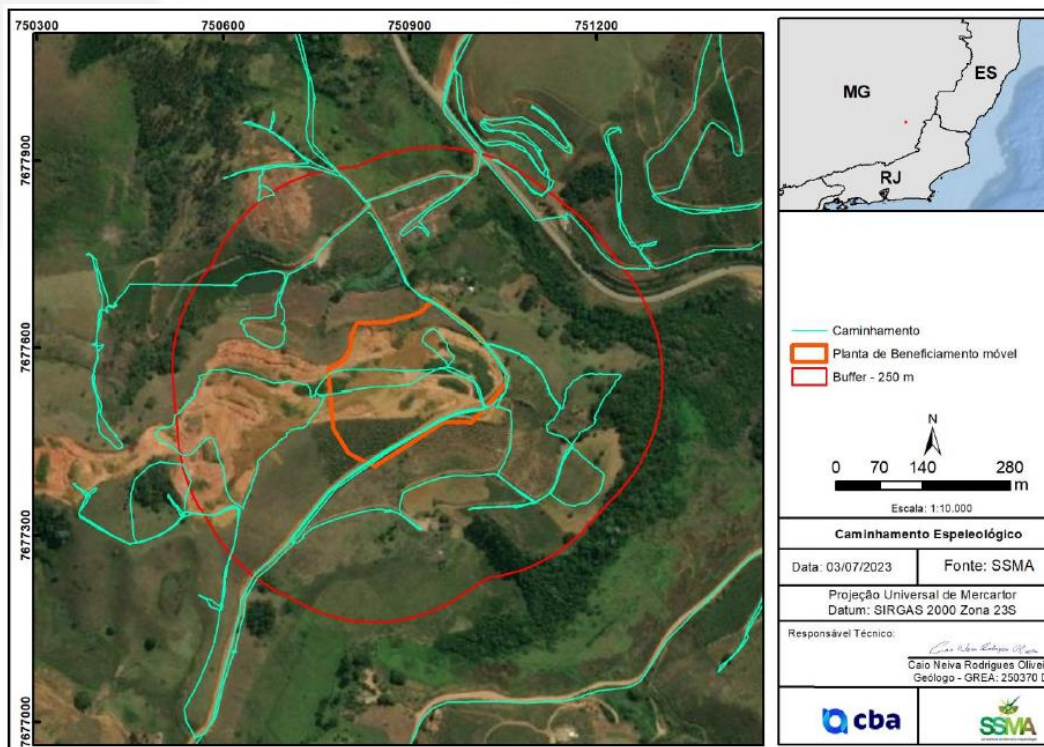 750300
750600
750900
751200
7677900
7677600
7677300
7677000
MG
ES
RJ
Caminhamento
Planta de Beneficiamento móvel
Buffer - 250 m
N
0 70 140 280
m
Escala: 1:10.000
Caminhamento Espeleológico
Data: 03/07/2023
Fonte: SSMA
Projeção Universal de Mercartor
Datum: SIRGAS 2000 Zona 23S
Responsável Técnico:
Caio Neiva Rodrigues Olivei
Geólogo - GREA: 250370 D
cba
SSMA